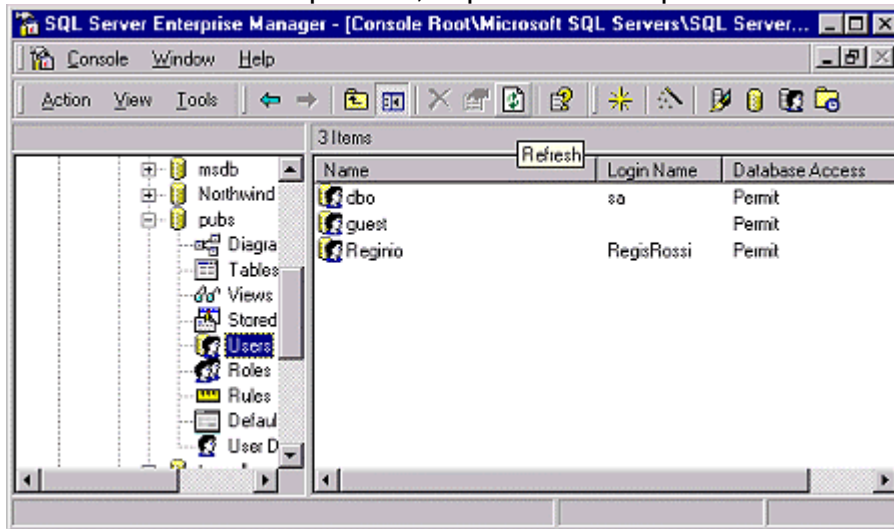 SQL Server Enterprise Manager - [Console Root\Microsoft SQL Servers\SQL Server...
Console Window Help
Action View Tools
3 Items
Refresh
Name Login Name Database Access
msdb
Northwind
pubs
Diagra
Tables
Views
Stored
Users
Roles
Rules
Defaul
User D
dbo sa Permit
guest Permit
Reginio RegisRossi Permit